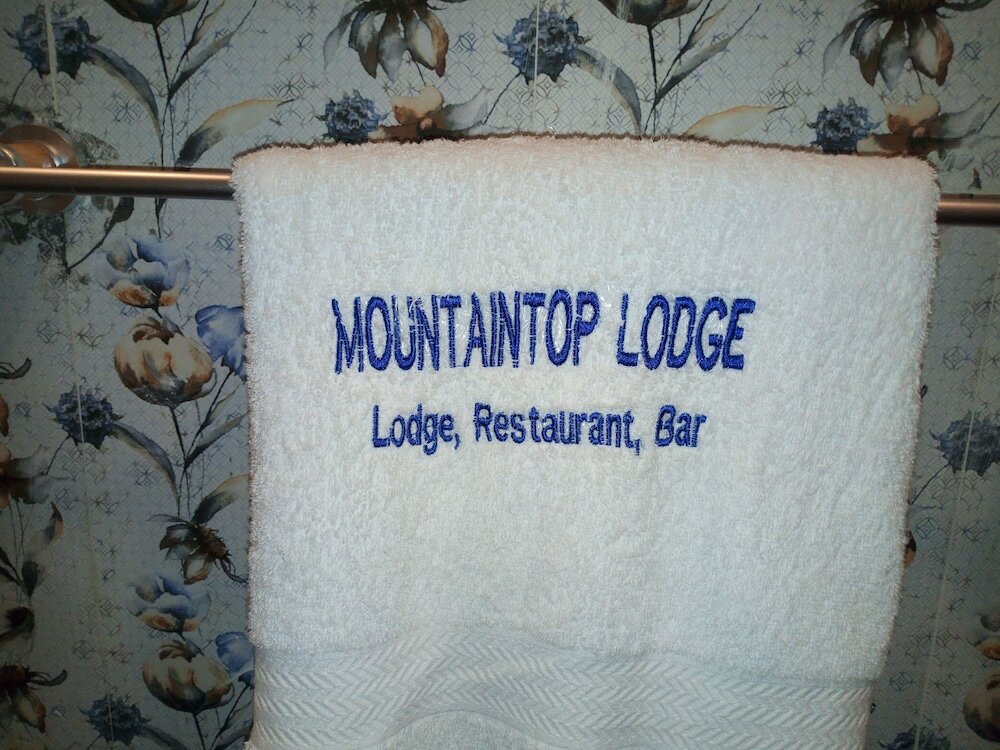 MOUNTAINTOP LODGE
Lodge, Restaurant, Bar